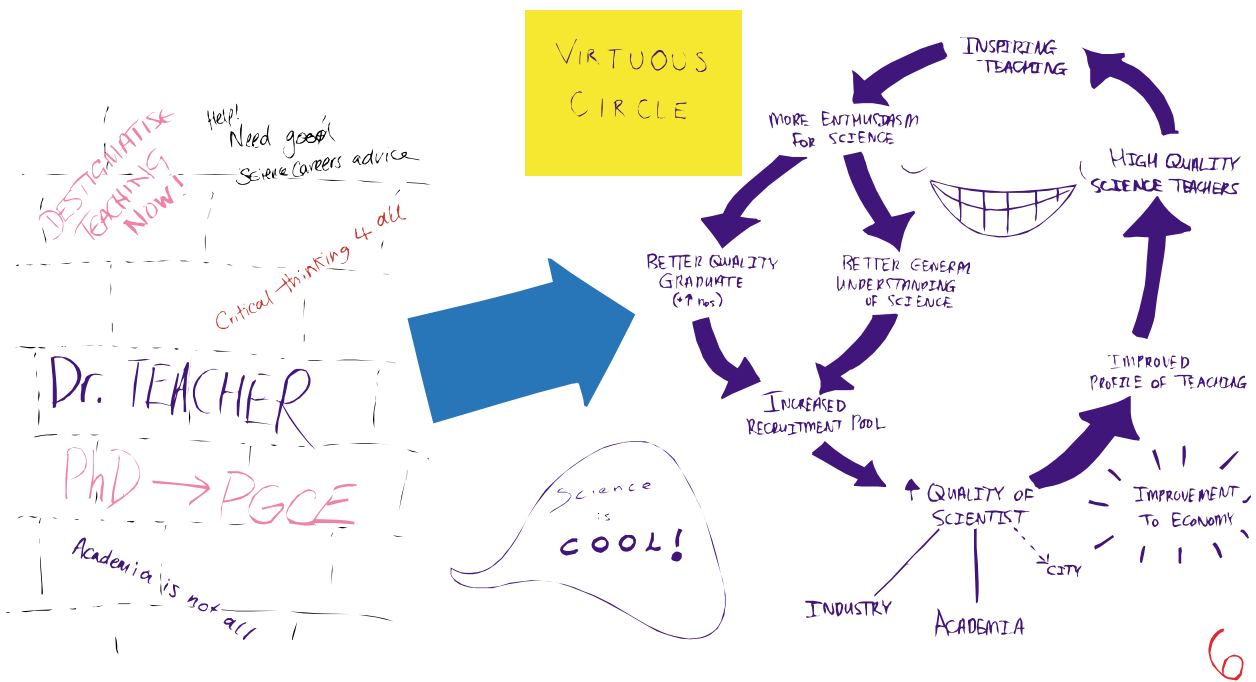 DESTIGMATISE
TEACHING
NOW!
Help!
Need good
Science Careers advice
Critical thinking 4 all
Dr. TEACHER
PhD → PGCE
Academia is not all
VIRTUOUS
CIRCLE
Science
is
COOL!
INSPIRING
TEACHING
MORE ENTHUSIASM
FOR SCIENCE
HIGH QUALITY
SCIENCE TEACHERS
BETTER QUALITY
GRADUATE
(+↑ nos)
BETTER GENERAL
UNDERSTANDING
OF SCIENCE
IMPROVED
PROFILE OF TEACHING
INCREASED
RECRUITMENT POOL
↑ QUALITY OF
SCIENTIST
IMPROVEMENT
TO ECONOMY
CITY
INDUSTRY
ACADEMIA
6